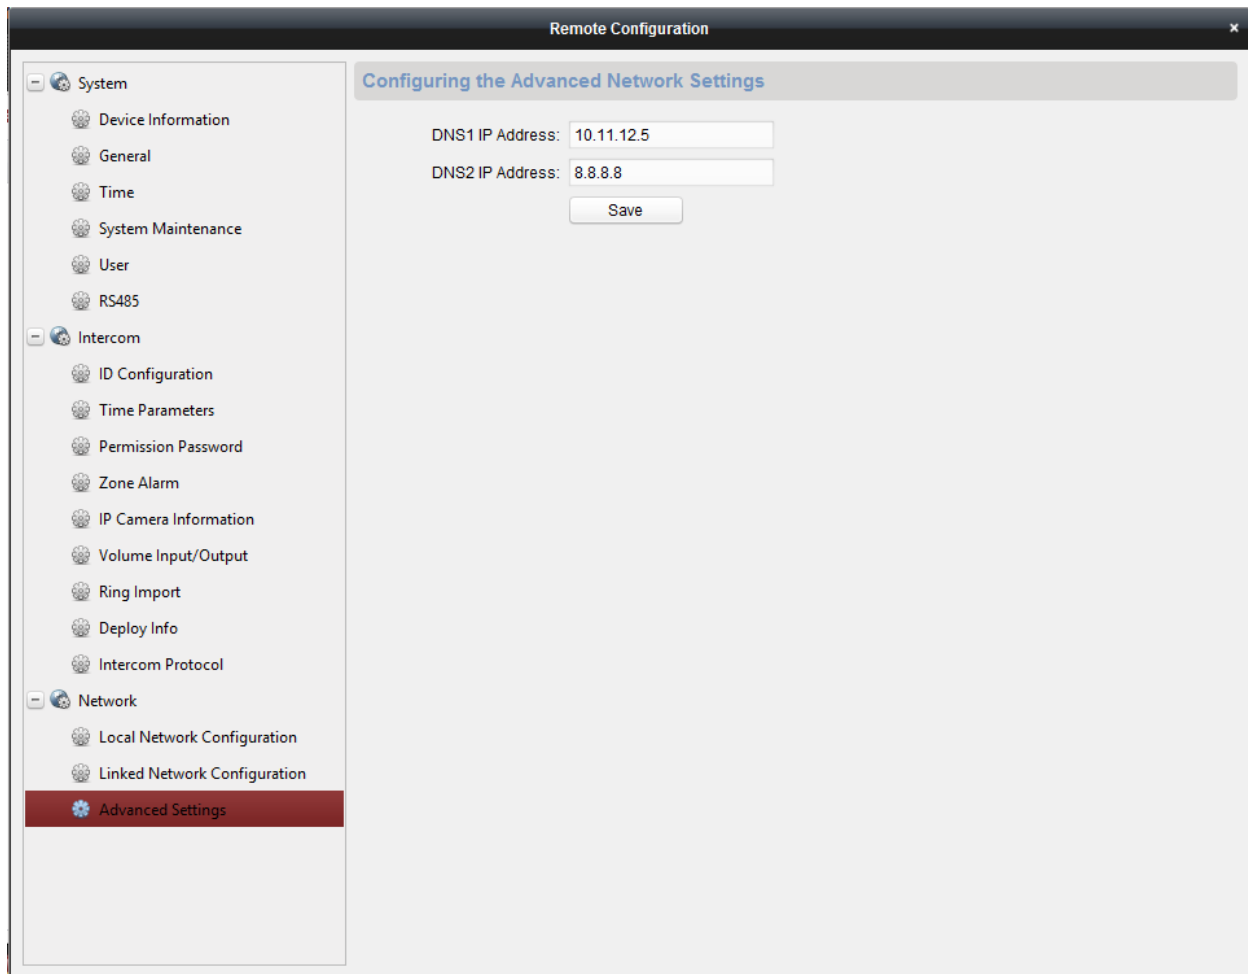 Remote Configuration
System
Device Information
General
Time
System Maintenance
User
RS485
Intercom
ID Configuration
Time Parameters
Permission Password
Zone Alarm
IP Camera Information
Volume Input/Output
Ring Import
Deploy Info
Intercom Protocol
Network
Local Network Configuration
Linked Network Configuration
Advanced Settings
Configuring the Advanced Network Settings
DNS1 IP Address: 10.11.12.5
DNS2 IP Address: 8.8.8.8
Save